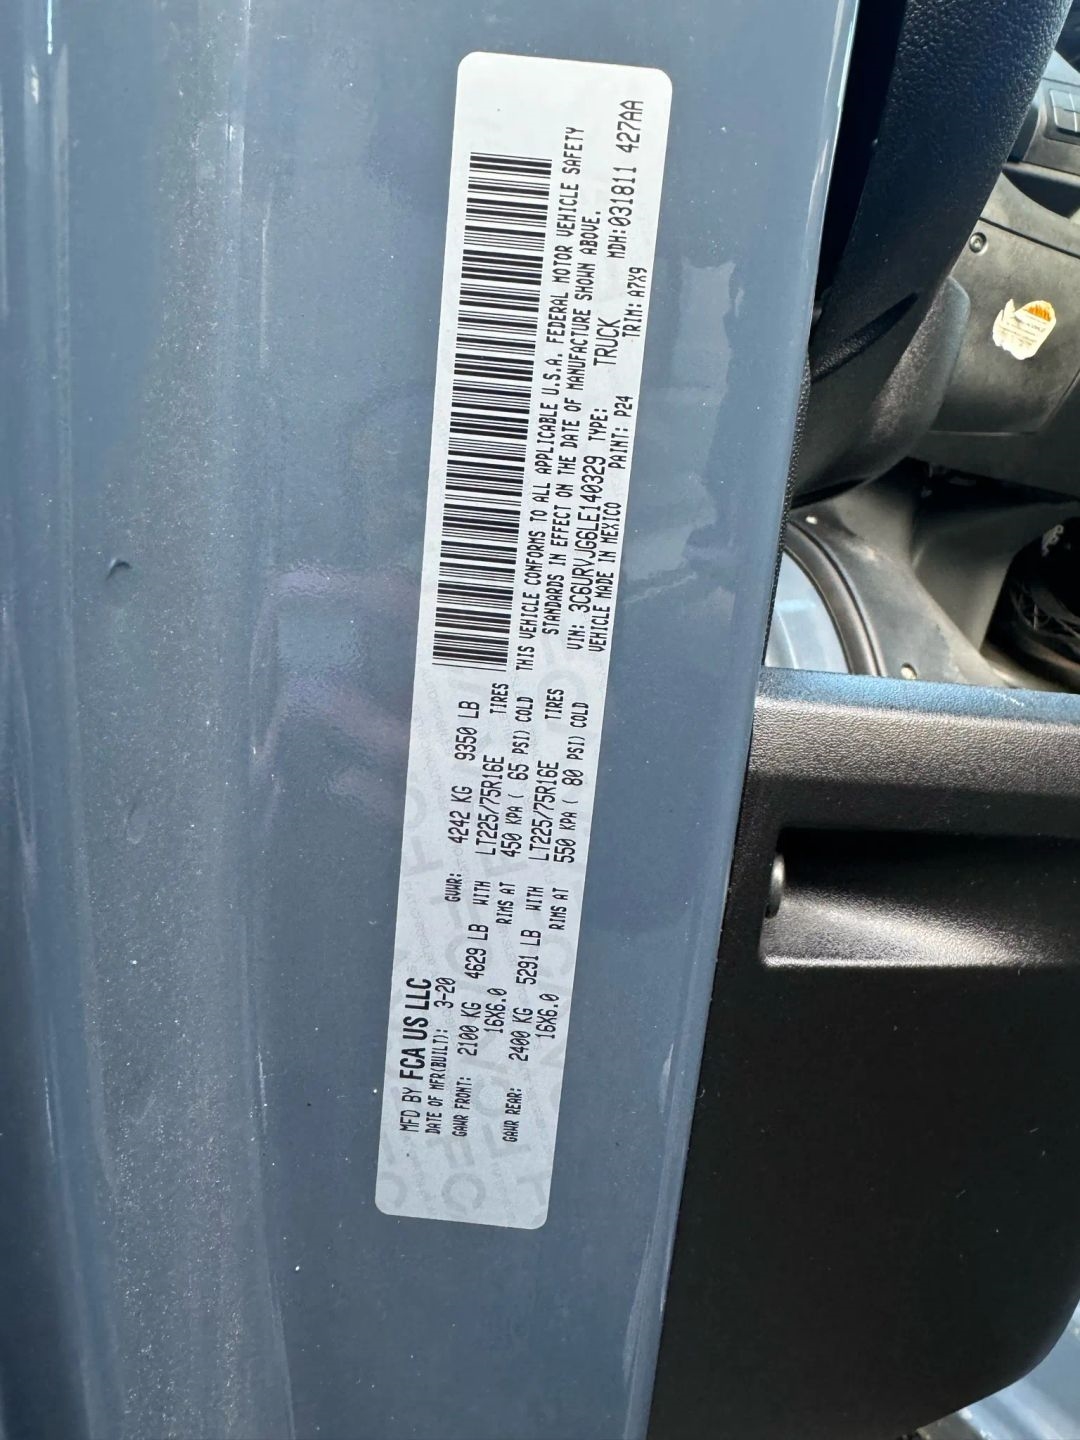 MFD BY FCA US LLC
DATE OF MFR(BUILT): 3-20 GVWR: 4242 KG 9350 LB
GAWR FRONT: 2100 KG 4629 LB WITH LT225/75R16E TIRES
16X6.0 RIMS AT 450 KPA ( 65 PSI) COLD
GAWR REAR: 2400 KG 5291 LB WITH LT225/75R16E TIRES
16X6.0 RIMS AT 550 KPA ( 80 PSI) COLD
THIS VEHICLE CONFORMS TO ALL APPLICABLE U.S.A. FEDERAL MOTOR VEHICLE SAFETY
STANDARDS IN EFFECT ON THE DATE OF MANUFACTURE SHOWN ABOVE.
VIN: 3C6URVJG6LE140329 TYPE: TRUCK MDH:031811 427AA
VEHICLE MADE IN MEXICO PAINT: P24 TRIM: A7X9